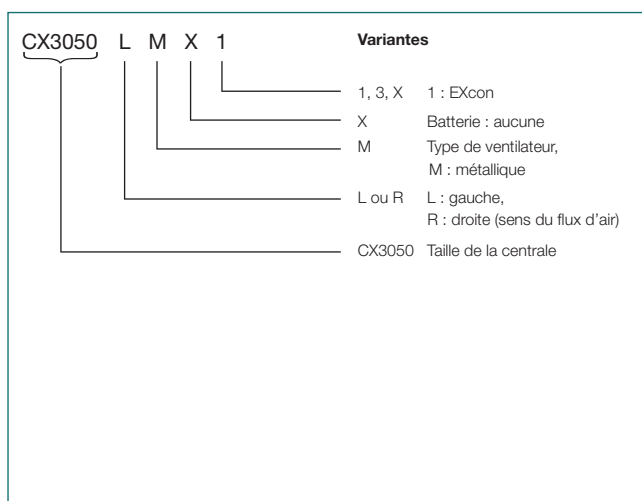 CX3050 L M X 1
Variantes
1, 3, X 1 : EXcon
X Batterie : aucune
M Type de ventilateur,
M : métallique
L ou R L : gauche,
R : droite (sens du flux d'air)
CX3050 Taille de la centrale